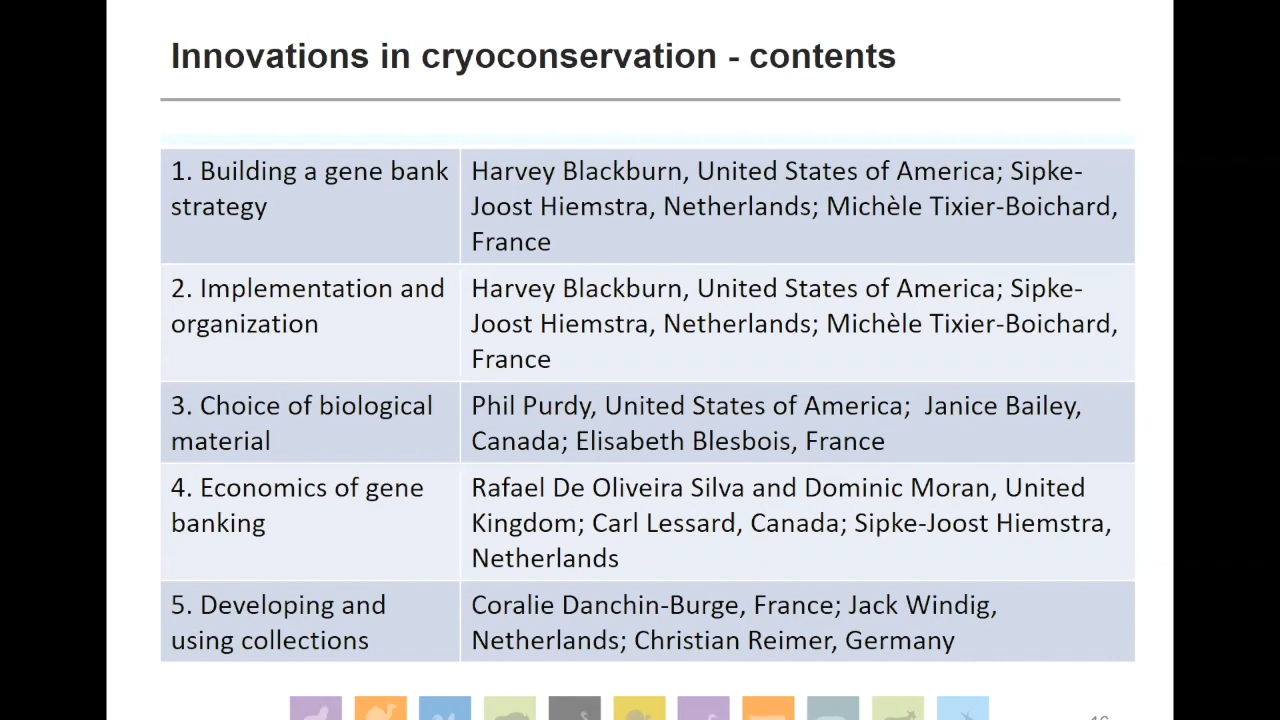 Innovations in cryoconservation - contents
1. Building a gene bank
strategy
Harvey Blackburn, United States of America; Sipke-
Joost Hiemstra, Netherlands; Michèle Tixier-Boichard,
France
2. Implementation and
organization
Harvey Blackburn, United States of America; Sipke-
Joost Hiemstra, Netherlands; Michèle Tixier-Boichard,
France
3. Choice of biological
material
Phil Purdy, United States of America;  Janice Bailey,
Canada; Elisabeth Blesbois, France
4. Economics of gene
banking
Rafael De Oliveira Silva and Dominic Moran, United
Kingdom; Carl Lessard, Canada; Sipke-Joost Hiemstra,
Netherlands
5. Developing and
using collections
Coralie Danchin-Burge, France; Jack Windig,
Netherlands; Christian Reimer, Germany